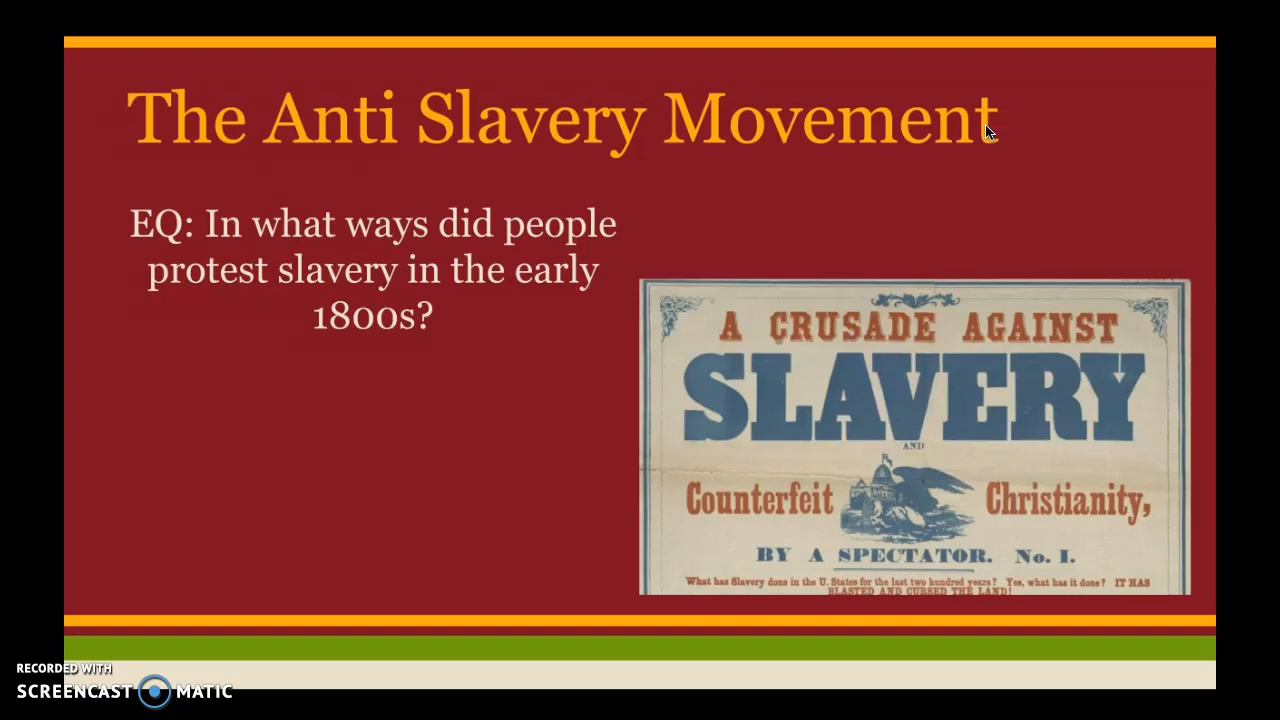 The Anti Slavery Movement
EQ: In what ways did people
protest slavery in the early
1800s?
A CRUSADE AGAINST
SLAVERY
AND
Counterfeit Christianity,
BY A SPECTATOR. No. I.
What has Slavery done in the U. States for the last two hundred years? Yes, what has it done? IT HAS
BLASTED AND CURSED THE LAND!
RECORDED WITH
SCREENCAST MATIC